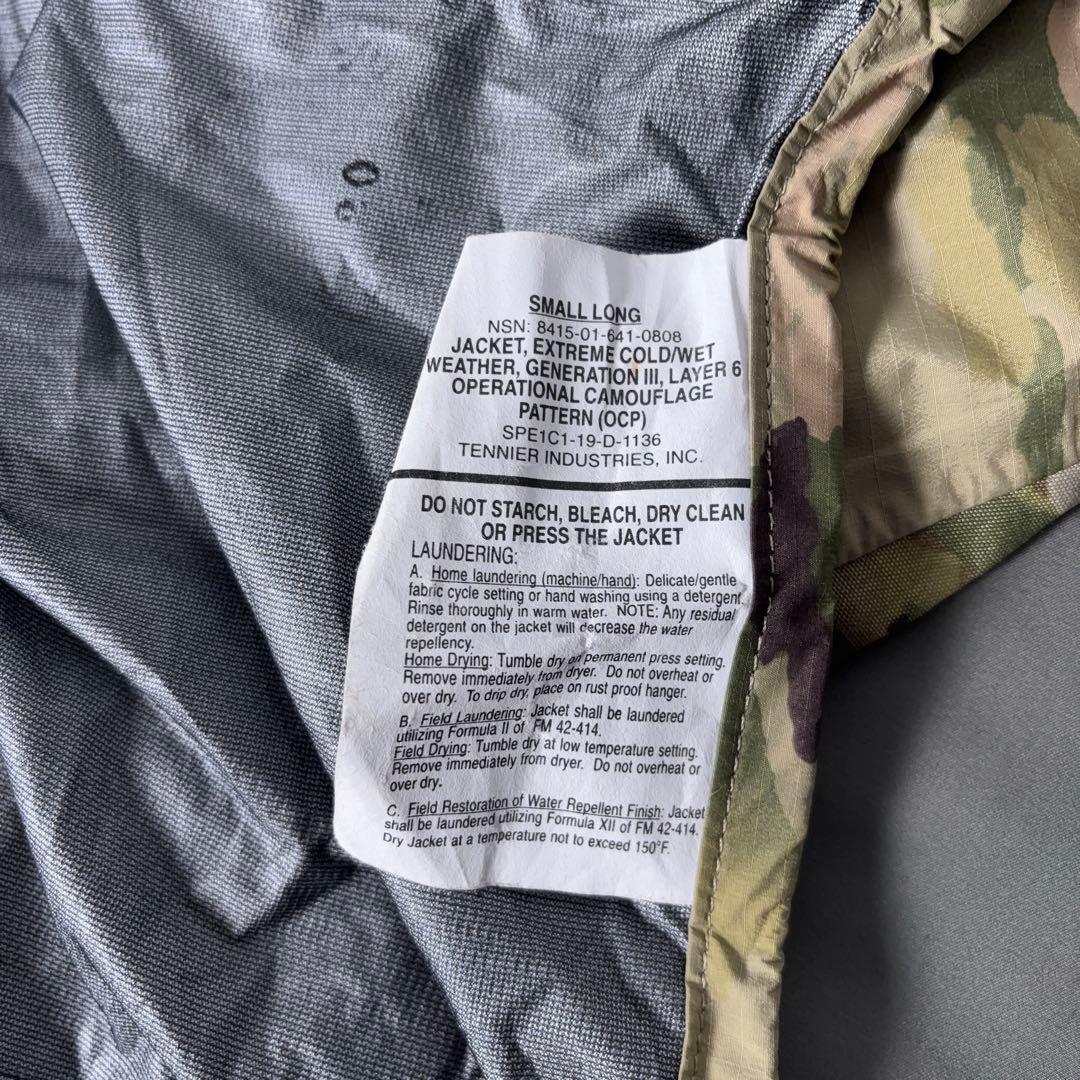 SMALL LONG
NSN: 8415-01-641-0808
JACKET, EXTREME COLD/WET
WEATHER, GENERATION III, LAYER 6
OPERATIONAL CAMOUFLAGE
PATTERN (OCP)
SPE1C1-19-D-1136
TENNIER INDUSTRIES, INC.
DO NOT STARCH, BLEACH, DRY CLEAN
OR PRESS THE JACKET
LAUNDERING:
A. Home laundering (machine/hand): Delicate/gentle
fabric cycle setting or hand washing using a detergent.
Rinse thoroughly in warm water. NOTE: Any residual
detergent on the jacket will decrease the water
repellency.
Home Drying: Tumble dry on permanent press setting.
Remove immediately from dryer. Do not overheat or
over dry. To drip dry, place on rust proof hanger.
B. Field Laundering: Jacket shall be laundered
utilizing Formula II of FM 42-414.
Field Drying: Tumble dry at low temperature setting.
Remove immediately from dryer. Do not overheat or
over dry.
C. Field Restoration of Water Repellent Finish: Jacket
shall be laundered utilizing Formula XII of FM 42-414.
Dry Jacket at a temperature not to exceed 150°F.